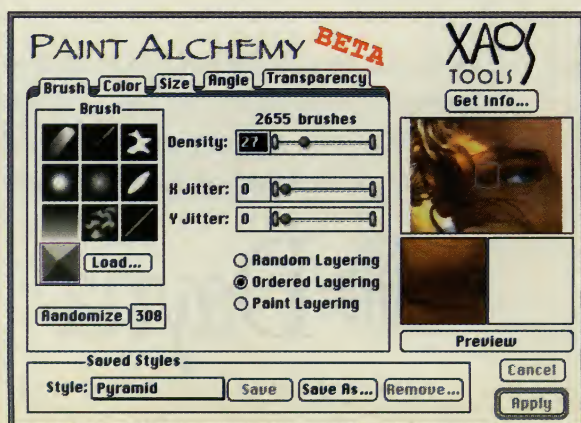 PAINT ALCHEMY BETA
XAOS
TOOLS
Brush Color Size Angle Transparency
Get Info...
Brush
2655 brushes
Density: 27
X Jitter: 0
Y Jitter: 0
Load...
Random Layering
Ordered Layering
Paint Layering
Randomize 308
Preview
Saved Styles
Style: Pyramid Save Save As... Remove...
Cancel
Apply